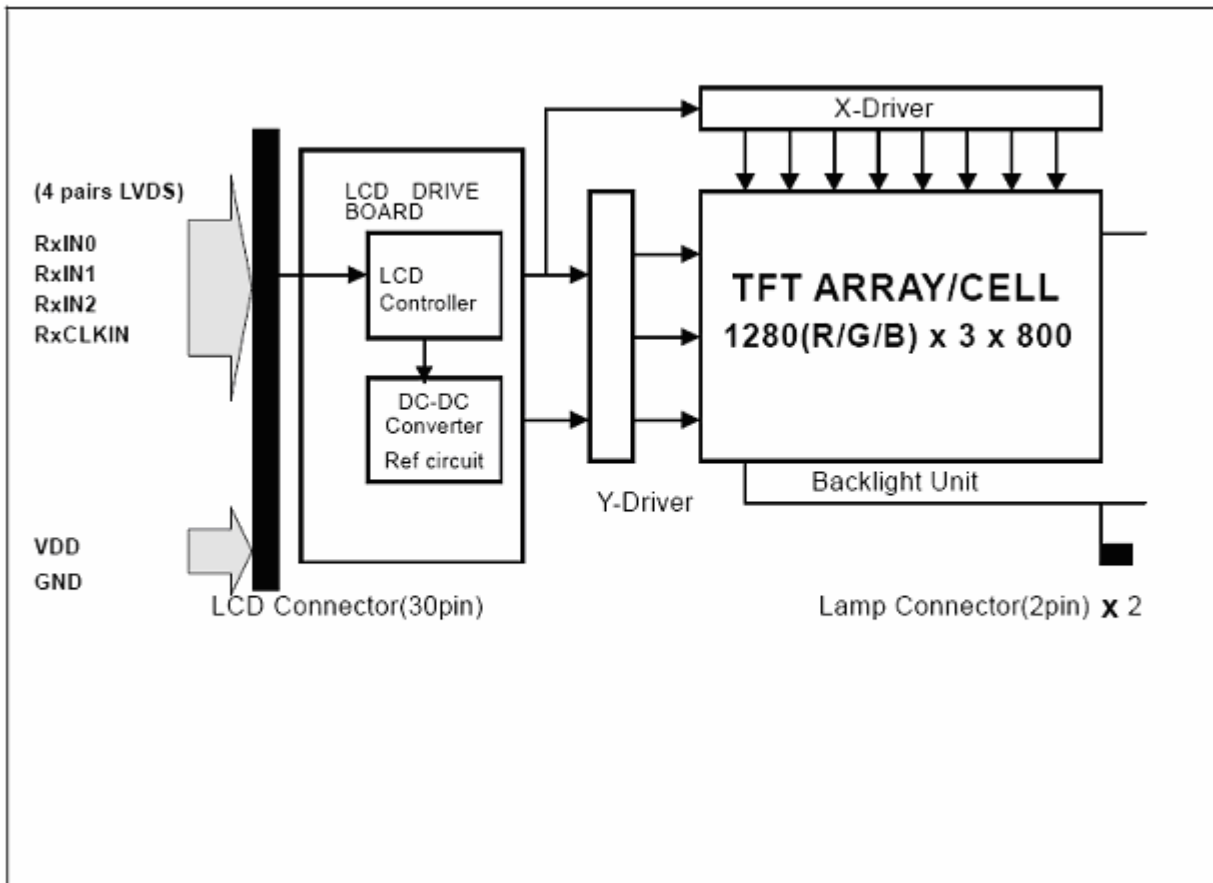 X-Driver
(4 pairs LVDS)
RxIN0
RxIN1
RxIN2
RxCLKIN
LCD DRIVE
BOARD
LCD
Controller
DC-DC
Converter
Ref circuit
TFT ARRAY/CELL
1280(R/G/B) x 3 x 800
Backlight Unit
Y-Driver
VDD
GND
LCD Connector(30pin)
Lamp Connector(2pin) x 2